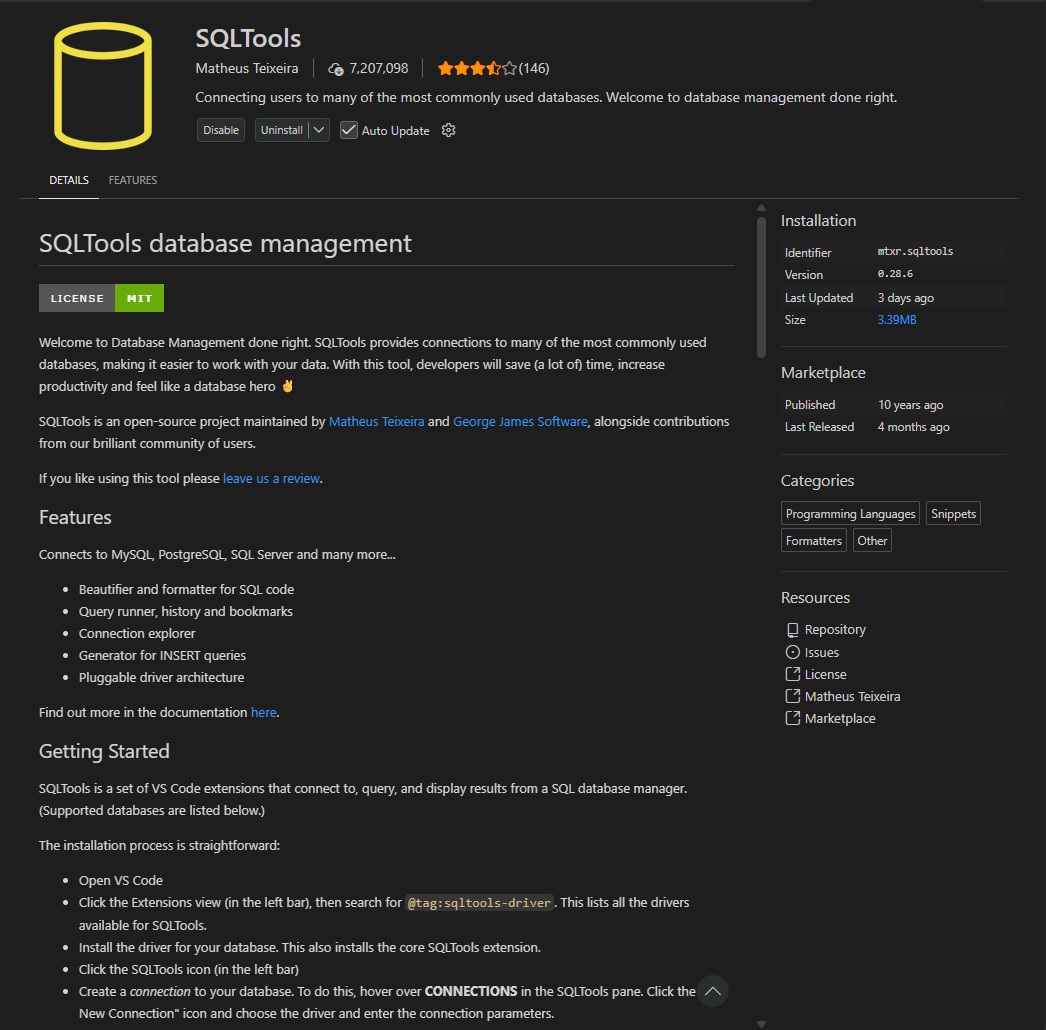 SQLTools
Matheus Teixeira 7,207,098 (146)
Connecting users to many of the most commonly used databases. Welcome to database management done right.
Disable Uninstall Auto Update
DETAILS FEATURES
SQLTools database management
LICENSE MIT
Welcome to Database Management done right. SQLTools provides connections to many of the most commonly used
databases, making it easier to work with your data. With this tool, developers will save (a lot of) time, increase
productivity and feel like a database hero ✌️
SQLTools is an open-source project maintained by Matheus Teixeira and George James Software, alongside contributions
from our brilliant community of users.
If you like using this tool please leave us a review.
Features
Connects to MySQL, PostgreSQL, SQL Server and many more...
• Beautifier and formatter for SQL code
• Query runner, history and bookmarks
• Connection explorer
• Generator for INSERT queries
• Pluggable driver architecture
Find out more in the documentation here.
Getting Started
SQLTools is a set of VS Code extensions that connect to, query, and display results from a SQL database manager.
(Supported databases are listed below.)
The installation process is straightforward:
• Open VS Code
• Click the Extensions view (in the left bar), then search for @tag:sqltools-driver. This lists all the drivers
available for SQLTools.
• Install the driver for your database. This also installs the core SQLTools extension.
• Click the SQLTools icon (in the left bar)
• Create a connection to your database. To do this, hover over CONNECTIONS in the SQLTools pane. Click the
New Connection" icon and choose the driver and enter the connection parameters.
Installation
Identifier mtxr.sqltools
Version 0.28.6
Last Updated 3 days ago
Size 3.39MB
Marketplace
Published 10 years ago
Last Released 4 months ago
Categories
Programming Languages Snippets
Formatters Other
Resources
Repository
Issues
License
Matheus Teixeira
Marketplace